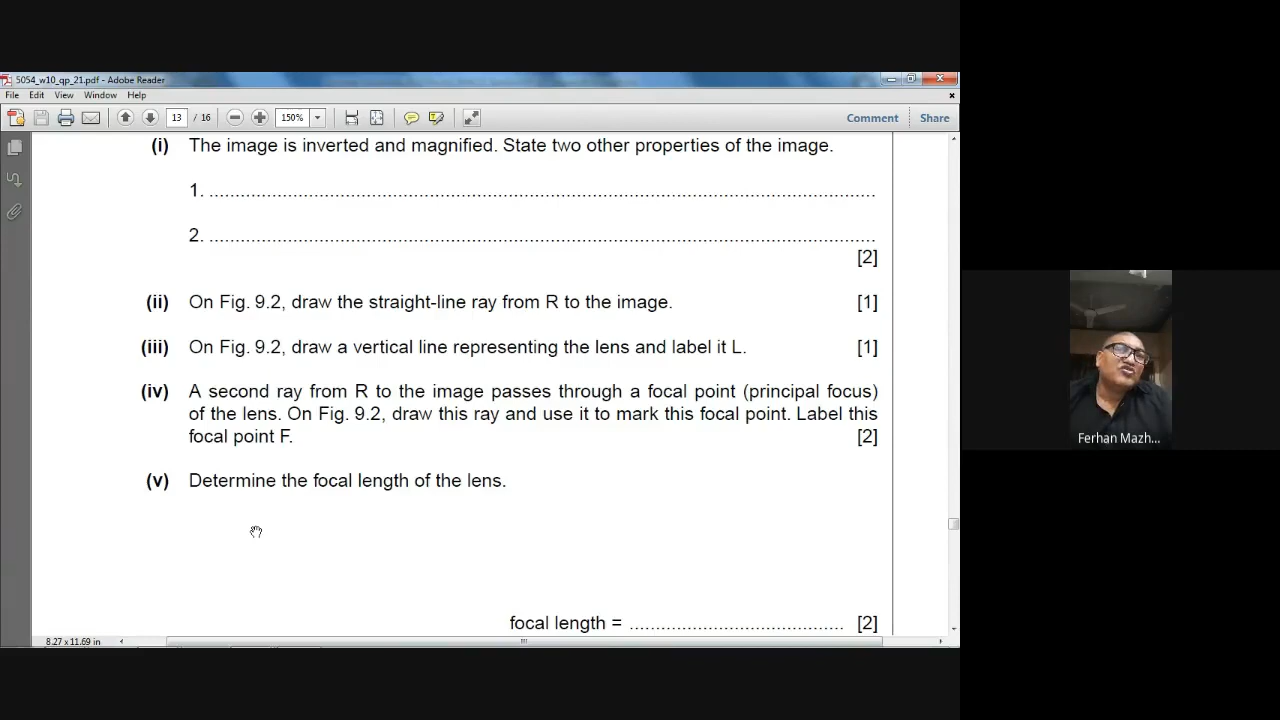 5054_w10_qp_21.pdf - Adobe Reader
File Edit View Window Help
13 / 16 150% Comment Share
(i) The image is inverted and magnified. State two other properties of the image.
1. ................................................................................................................
2. ................................................................................................................
[2]
(ii) On Fig. 9.2, draw the straight-line ray from R to the image. [1]
(iii) On Fig. 9.2, draw a vertical line representing the lens and label it L. [1]
(iv) A second ray from R to the image passes through a focal point (principal focus)
of the lens. On Fig. 9.2, draw this ray and use it to mark this focal point. Label this
focal point F. [2]
(v) Determine the focal length of the lens.
focal length = .................................... [2]
8.27 x 11.69 in
Ferhan Mazh...